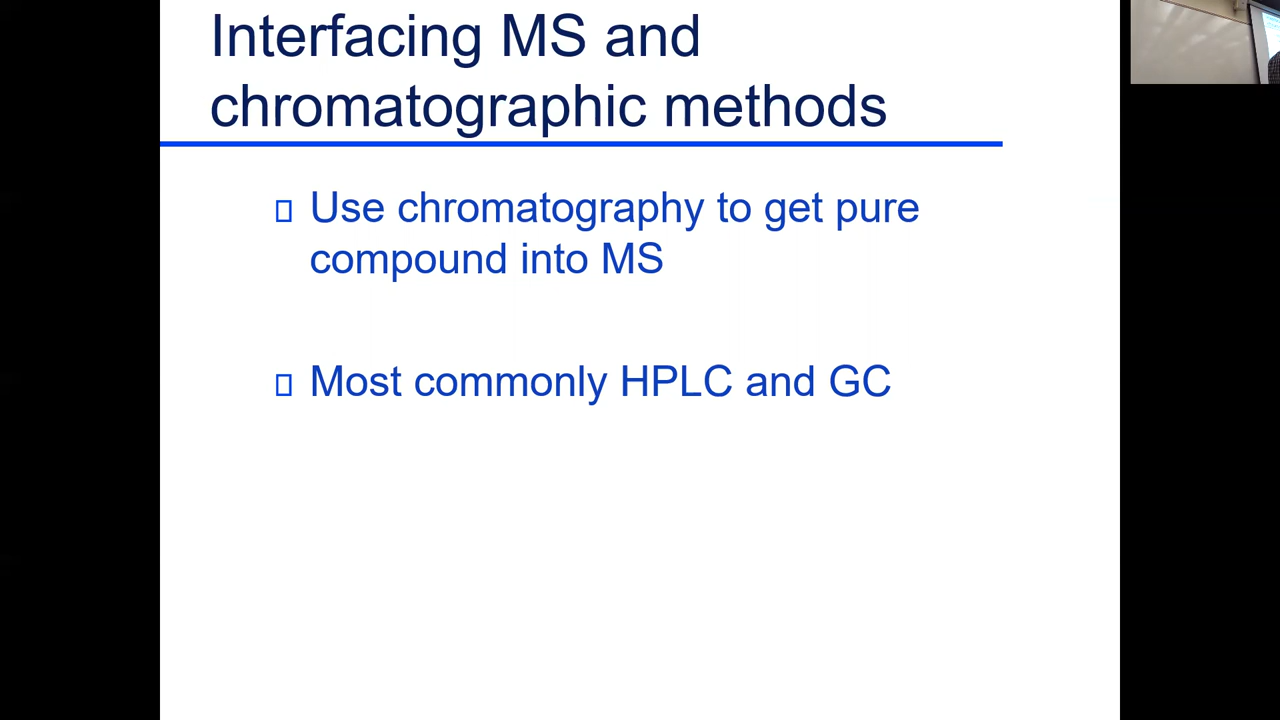 Interfacing MS and
chromatographic methods
Use chromatography to get pure
compound into MS
Most commonly HPLC and GC